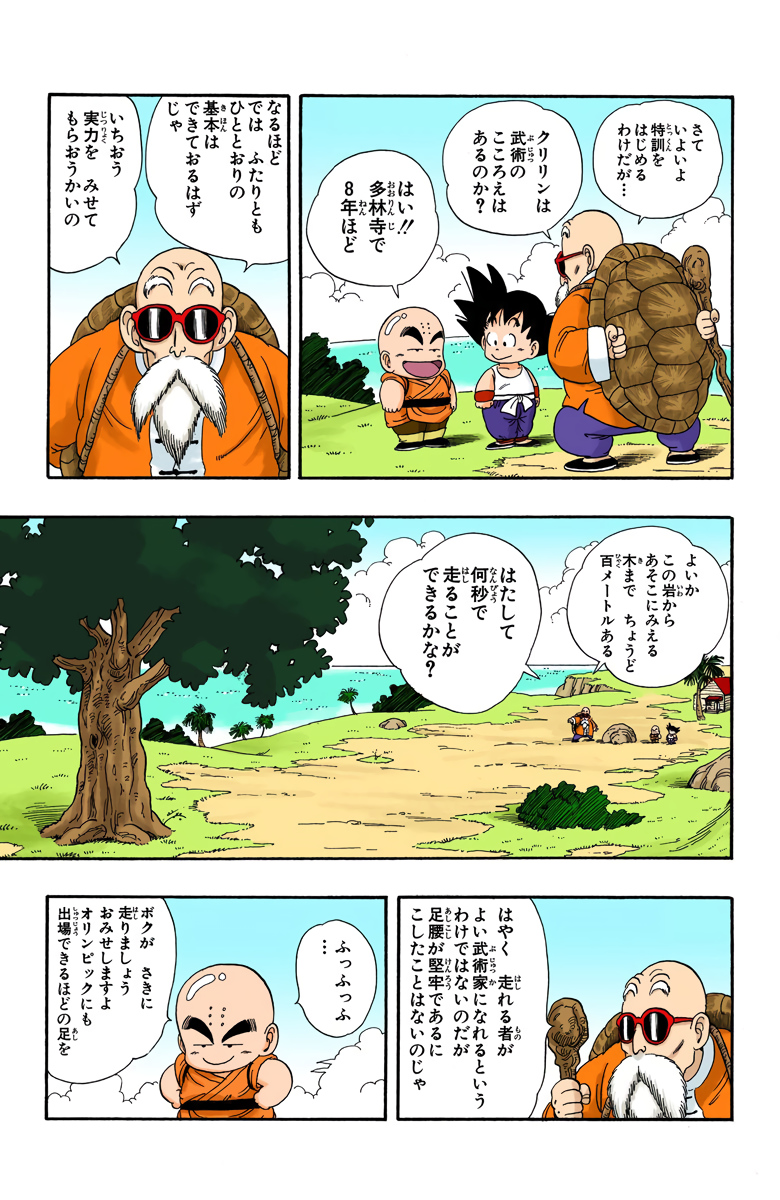 さて
いよいよ
特訓を
はじめる
わけだが…
クリリンは
武術の
こころえは
あるのか?
はい!!
多林寺で
8年ほど
なるほど
では ふたりとも
ひととおりの
基本は
できておるはず
じゃ
いちおう
実力を みせて
もらおうかいの
よいか
この岩から
あそこにみえる
木まで ちょうど
百メートルある
はたして
何秒で
走ることが
できるかな?
はやく 走れる者が
よい武術家になれるという
わけではないのだが
足腰が堅牢であるに
こしたことはないのじゃ
ふっふっふ
…
ボクが さきに
走りましょう
おみせしますよ
オリンピックにも
出場できるほどの足を